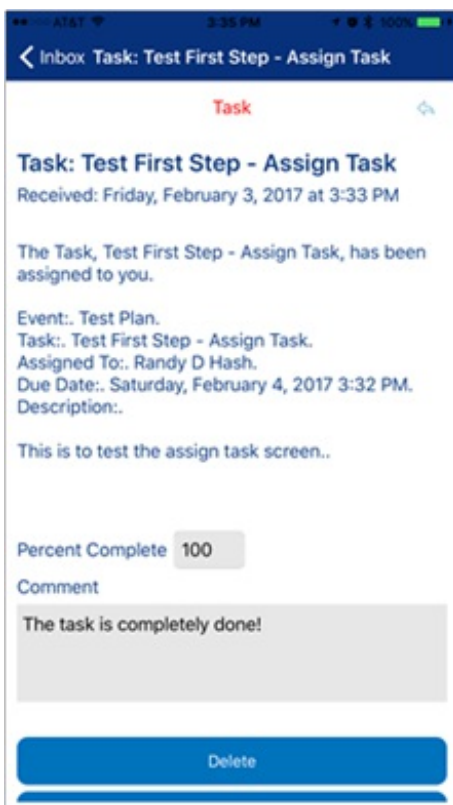 AT&T 3:35 PM 100%
Inbox Task: Test First Step - Assign Task
Task
Task: Test First Step - Assign Task
Received: Friday, February 3, 2017 at 3:33 PM
The Task, Test First Step - Assign Task, has been
assigned to you.
Event:. Test Plan.
Task:. Test First Step - Assign Task.
Assigned To:. Randy D Hash.
Due Date:. Saturday, February 4, 2017 3:32 PM.
Description:.
This is to test the assign task screen..
Percent Complete 100
Comment
The task is completely done!
Delete